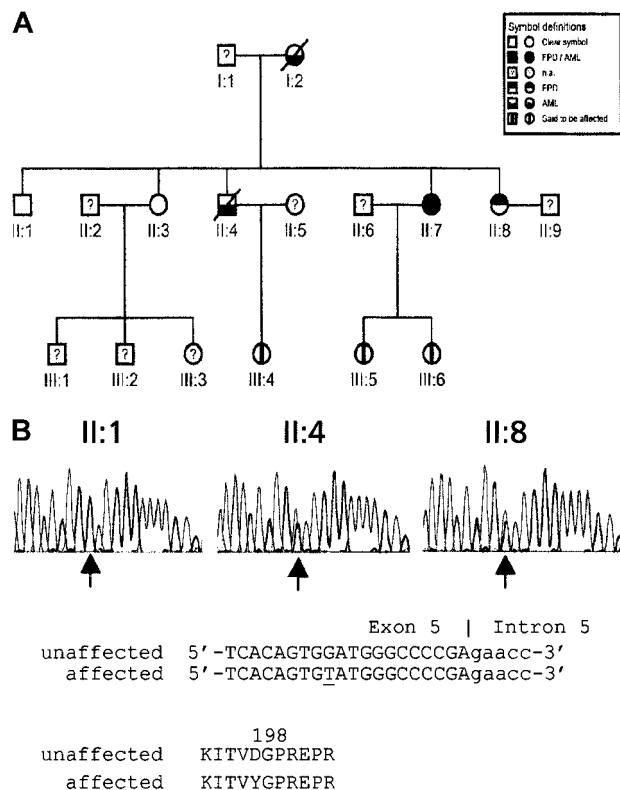 A
Symbol definitions
Clear symbol
FPD / AML
? ? n.a.
FPD
AML
Said to be affected
? I:1 I:2
II:1 ? II:2 II:3 II:4 ? II:5 ? II:6 II:7 II:8 ? II:9
? III:1 ? III:2 ? III:3 III:4 III:5 III:6
B
II:1 II:4 II:8
Exon 5 | Intron 5
unaffected 5'-TCACAGTGGATGGGCCCCGAgaacc-3'
affected 5'-TCACAGTGTATGGGCCCCGAgaacc-3'
198
unaffected KITVDGPREPR
affected KITVYGPREPR